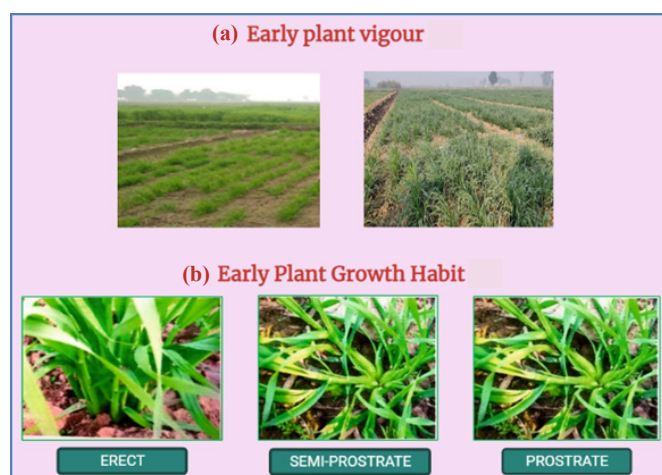 (a) Early plant vigour
(b) Early Plant Growth Habit
ERECT
SEMI-PROSTRATE
PROSTRATE